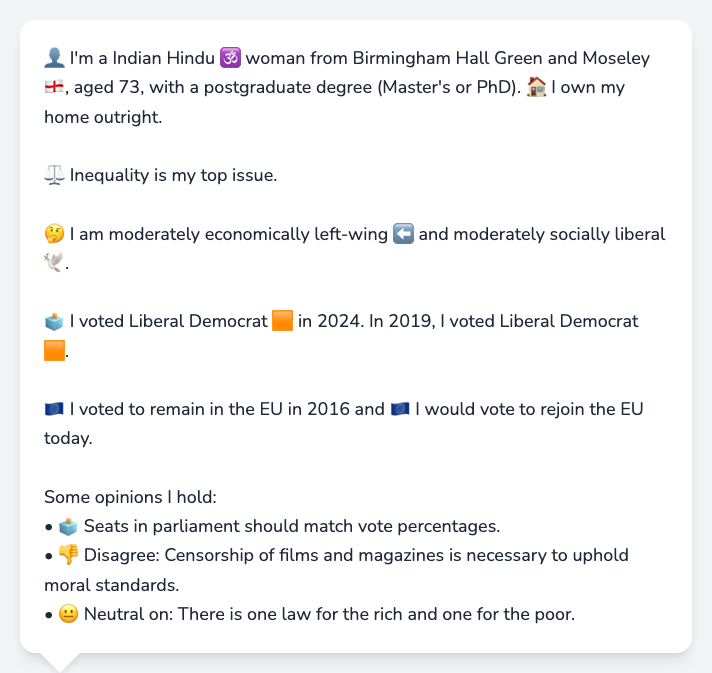 👤 I'm a Indian Hindu 🕉️ woman from Birmingham Hall Green and Moseley
🏴󠁧󠁢󠁥󠁮󠁧󠁿, aged 73, with a postgraduate degree (Master's or PhD). 🏠 I own my
home outright.
⚖️ Inequality is my top issue.
🤔 I am moderately economically left-wing ⬅️ and moderately socially liberal
🕊️.
🗳️ I voted Liberal Democrat 🟧 in 2024. In 2019, I voted Liberal Democrat
🟧.
🇪🇺 I voted to remain in the EU in 2016 and 🇪🇺 I would vote to rejoin the EU
today.
Some opinions I hold:
• 🗳️ Seats in parliament should match vote percentages.
• 👎 Disagree: Censorship of films and magazines is necessary to uphold
moral standards.
• 😐 Neutral on: There is one law for the rich and one for the poor.